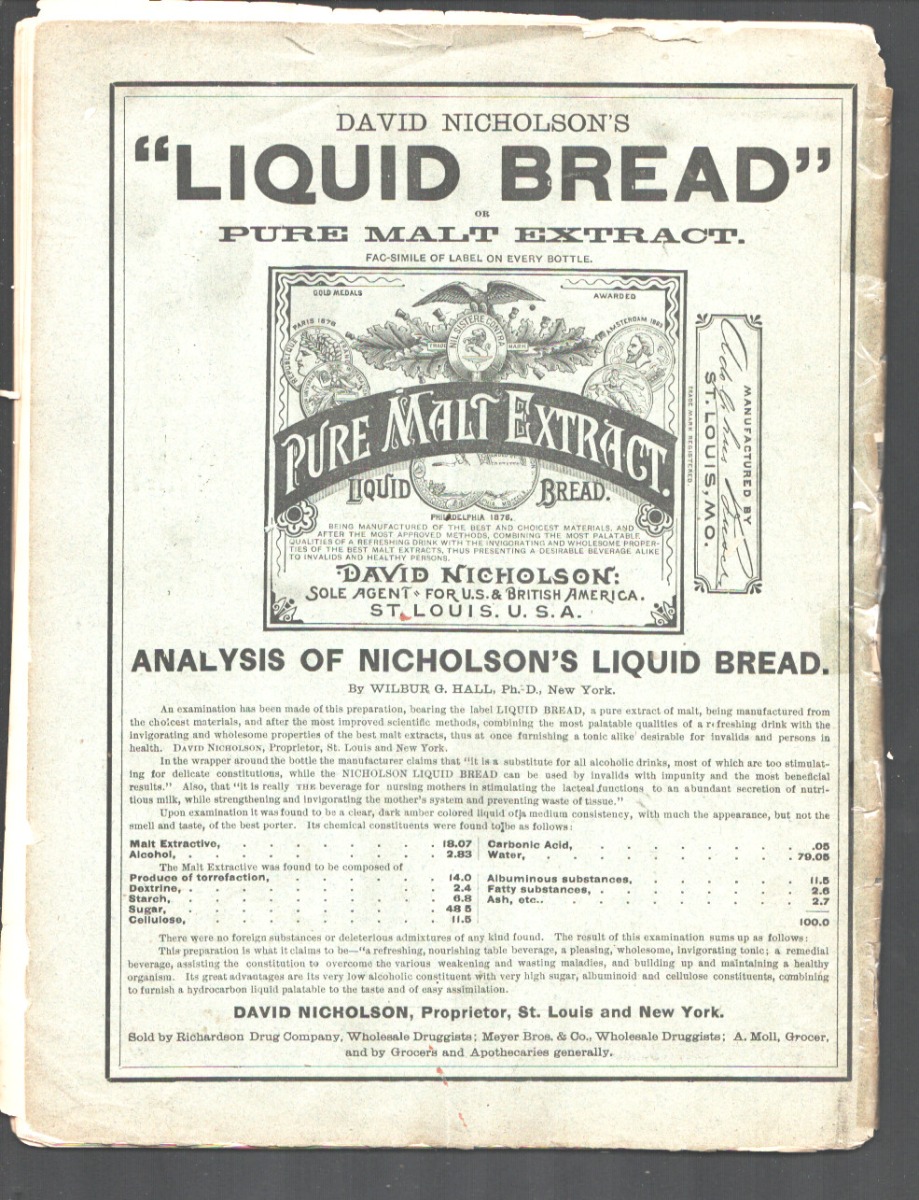 DAVID NICHOLSON'S
"LIQUID BREAD"
OR
PURE MALT EXTRACT.
FAC-SIMILE OF LABEL ON EVERY BOTTLE.
GOLD MEDALS
AWARDED
PARIS 1878
AMSTERDAM 1883
NIL SISTERE CONTRA
TRADE MARK
PURE MALT EXTRACT.
LIQUID BREAD.
PHILADELPHIA 1876.
BEING MANUFACTURED OF THE BEST AND CHOICEST MATERIALS, AND
AFTER THE MOST APPROVED METHODS, COMBINING THE MOST PALATABLE
QUALITIES OF A REFRESHING DRINK WITH THE INVIGORATING AND WHOLESOME PROPER-
TIES OF THE BEST MALT EXTRACTS, THUS PRESENTING A DESIRABLE BEVERAGE ALIKE
TO INVALIDS AND HEALTHY PERSONS.
DAVID NICHOLSON:
SOLE AGENT FOR U.S. & BRITISH AMERICA.
ST. LOUIS. U.S.A.
MANUFACTURED BY
Adolphus Busch
ST. LOUIS, MO.
TRADE MARK REGISTERED.
ANALYSIS OF NICHOLSON'S LIQUID BREAD.
By WILBUR G. HALL, Ph.-D., New York.
An examination has been made of this preparation, bearing the label LIQUID BREAD, a pure extract of malt, being manufactured from
the choicest materials, and after the most improved scientific methods, combining the most palatable qualities of a refreshing drink with the
invigorating and wholesome properties of the best malt extracts, thus at once furnishing a tonic alike desirable for invalids and persons in
health. DAVID NICHOLSON, Proprietor, St. Louis and New York.
In the wrapper around the bottle the manufacturer claims that "it is a substitute for all alcoholic drinks, most of which are too stimulat-
ing for delicate constitutions, while the NICHOLSON LIQUID BREAD can be used by invalids with impunity and the most beneficial
results." Also, that "it is really THE beverage for nursing mothers in stimulating the lacteal functions to an abundant secretion of nutri-
tious milk, while strengthening and invigorating the mother's system and preventing waste of tissue."
Upon examination it was found to be a clear, dark amber colored liquid of a medium consistency, with much the appearance, but not the
smell and taste, of the best porter. Its chemical constituents were found to be as follows:
Malt Extractive, . . . . . . . 18.07
Alcohol, . . . . . . . . 2.83
Carbonic Acid, . . . . . . . .05
Water, . . . . . . . . 79.05
The Malt Extractive was found to be composed of
Produce of torrefaction, . . . . . 14.0
Dextrine, . . . . . . . . 2.4
Starch, . . . . . . . . 6.8
Sugar, . . . . . . . . 48 5
Cellulose, . . . . . . . . 11.5
Albuminous substances, . . . . . . 11.5
Fatty substances, . . . . . . . 2.6
Ash, etc.. . . . . . . . 2.7
100.0
There were no foreign substances or deleterious admixtures of any kind found. The result of this examination sums up as follows:
This preparation is what it claims to be—"a refreshing, nourishing table beverage, a pleasing, wholesome, invigorating tonic; a remedial
beverage, assisting the constitution to overcome the various weakening and wasting maladies, and building up and maintaining a healthy
organism. Its great advantages are its very low alcoholic constituent with very high sugar, albuminoid and cellulose constituents, combining
to furnish a hydrocarbon liquid palatable to the taste and of easy assimilation.
DAVID NICHOLSON, Proprietor, St. Louis and New York.
Sold by Richardson Drug Company, Wholesale Druggists; Meyer Bros. & Co., Wholesale Druggists; A. Moll, Grocer,
and by Grocers and Apothecaries generally.